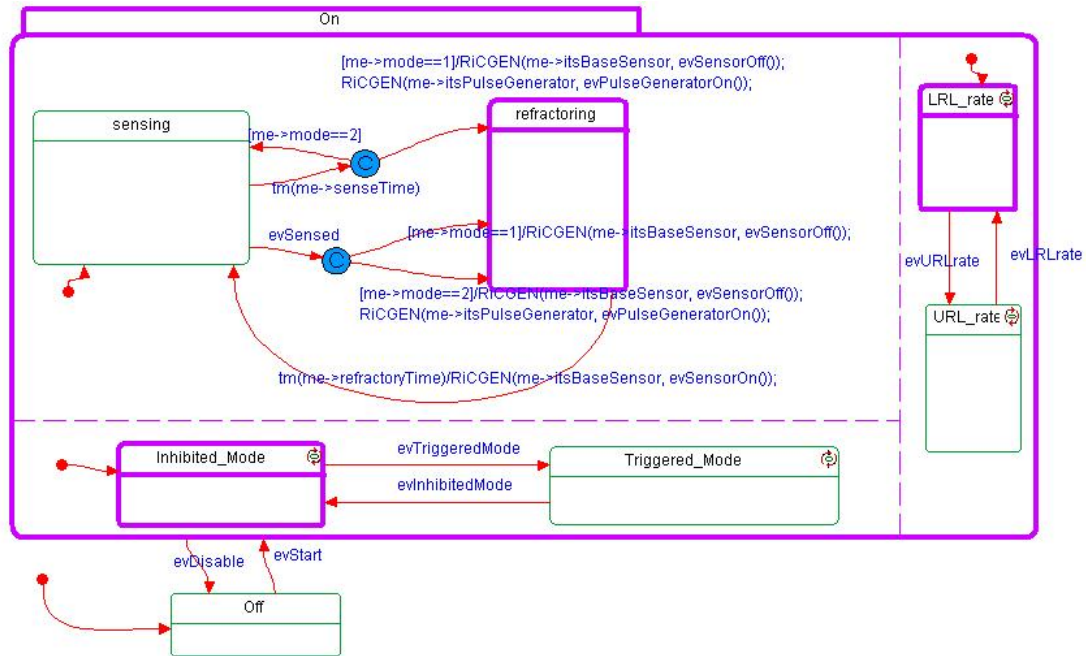 On
[me->mode==1]/RiCGEN(me->itsBaseSensor, evSensorOff());
RiCGEN(me->itsPulseGenerator, evPulseGeneratorOn());
sensing
refractoring
LRL_rate
[me->mode==2]
tm(me->senseTime)
evSensed
[me->mode==1]/RiCGEN(me->itsBaseSensor, evSensorOff());
evURLrate
evLRLrate
[me->mode==2]/RiCGEN(me->itsBaseSensor, evSensorOff());
RiCGEN(me->itsPulseGenerator, evPulseGeneratorOn());
URL_rate
tm(me->refractoryTime)/RiCGEN(me->itsBaseSensor, evSensorOn());
Inhibited_Mode
evTriggeredMode
Triggered_Mode
evInhibitedMode
evDisable
evStart
Off